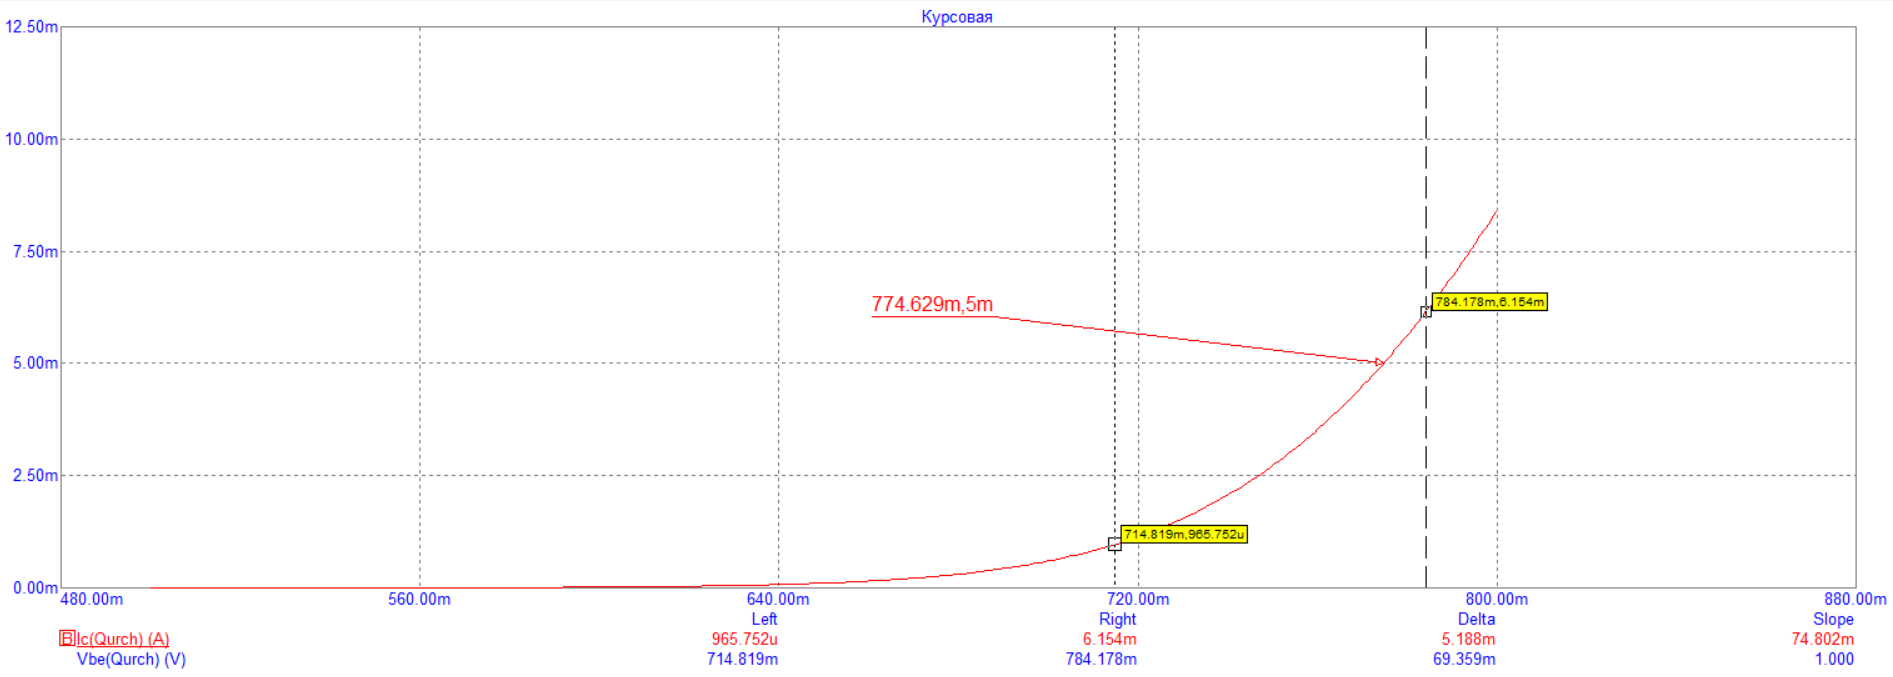 Курсовая
12.50m
10.00m
7.50m
774.629m,5m
784.178m,6.154m
5.00m
2.50m
714.819m,965.752u
0.00m
480.00m 560.00m 640.00m 720.00m 800.00m 880.00m
Left Right Delta Slope
B Ic(Qurch) (A) 965.752u 6.154m 5.188m 74.802m
Vbe(Qurch) (V) 714.819m 784.178m 69.359m 1.000